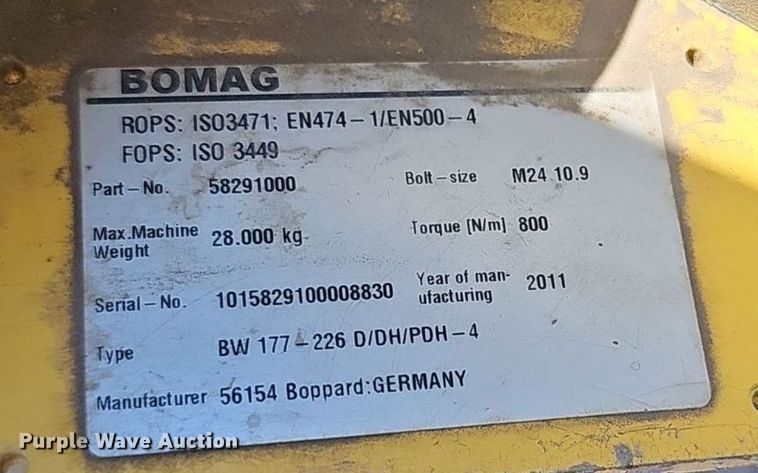 BOMAG
ROPS: ISO3471; EN474-1/EN500-4
FOPS: ISO 3449
Part-No. 58291000 Bolt-size M24 10.9
Max.Machine Weight 28.000 kg Torque [N/m] 800
Serial-No. 1015829100008830 Year of man-ufacturing 2011
Type BW 177-226 D/DH/PDH-4
Manufacturer 56154 Boppard:GERMANY
Purple Wave Auction